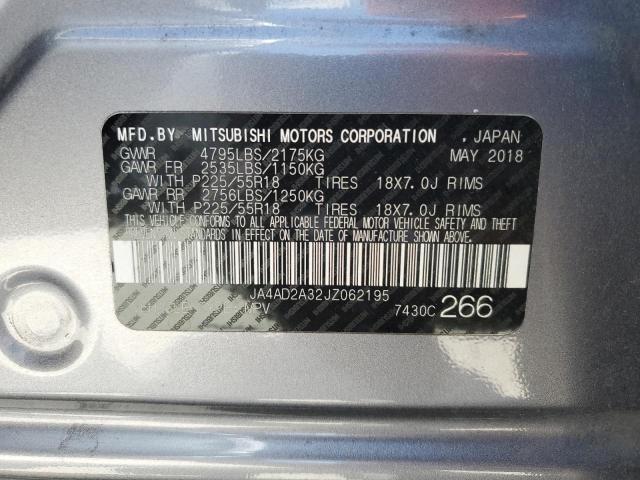 MFD. BY MITSUBISHI MOTORS CORPORATION . JAPAN
GVWR 4795LBS/2175KG MAY 2018
GAWR FR 2535LBS/1150KG
WITH P225/55R18 TIRES 18X7.0J RIMS
GAWR RR 2756LBS/1250KG
WITH P225/55R18 TIRES 18X7.0J RIMS
THIS VEHICLE CONFORMS TO ALL APPLICABLE FEDERAL MOTOR VEHICLE SAFETY AND THEFT
PREVENTION STANDARDS IN EFFECT ON THE DATE OF MANUFACTURE SHOWN ABOVE.
JA4AD2A32JZ062195
MPV 7430C 266